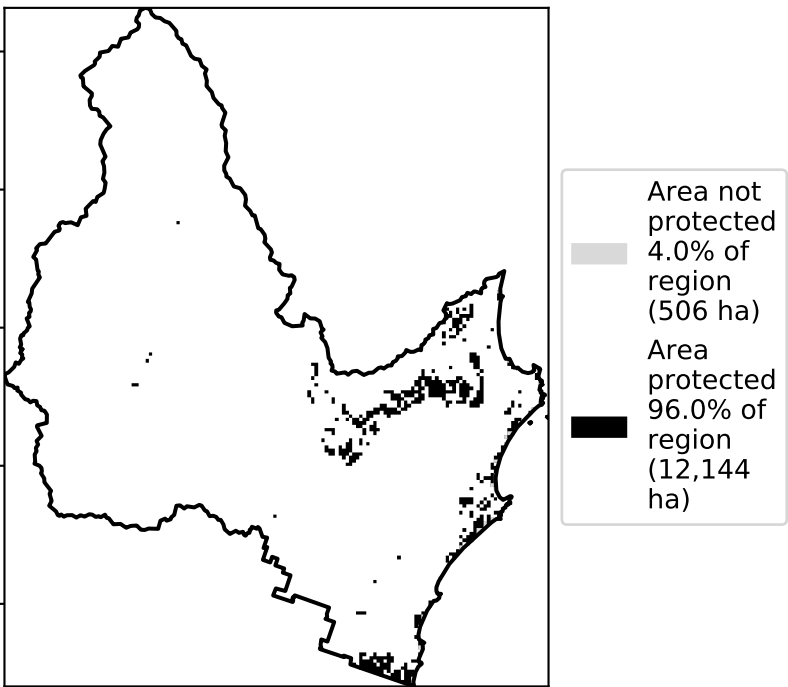 Area not
protected
4.0% of
region
(506 ha)
Area
protected
96.0% of
region
(12,144
ha)